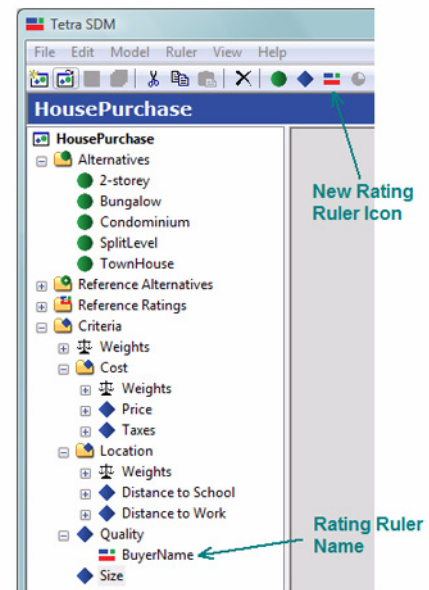 Tetra SDM
File Edit Model Ruler View Help
HousePurchase
HousePurchase
Alternatives
2-storey
Bungalow
Condominium
SplitLevel
TownHouse
Reference Alternatives
Reference Ratings
Criteria
Weights
Cost
Weights
Price
Taxes
Location
Weights
Distance to School
Distance to Work
Quality
BuyerName
Size
New Rating
Ruler Icon
Rating Ruler
Name